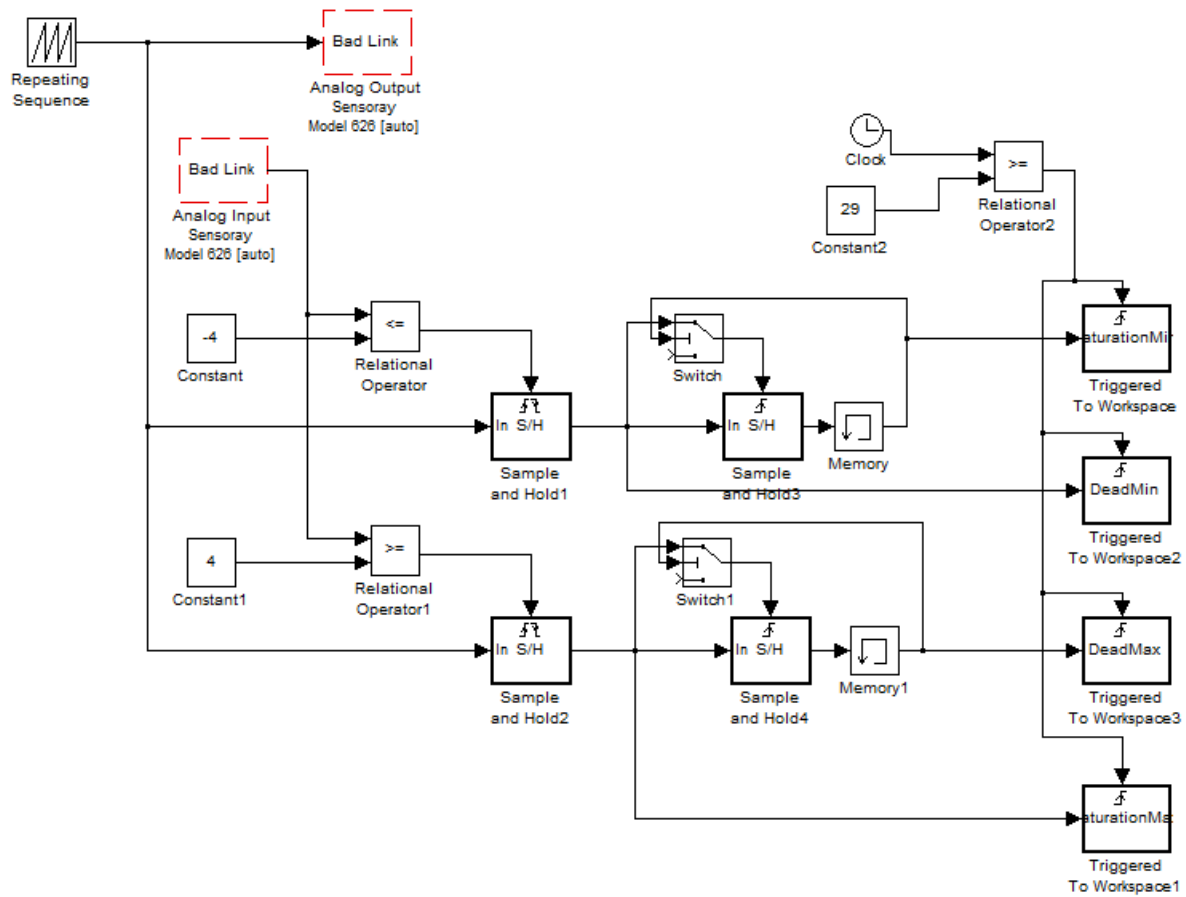 Repeating
Sequence
Bad Link
Analog Output
Sensoray
Model 626 [auto]
Bad Link
Analog Input
Sensoray
Model 626 [auto]
Clock
29
Constant2
>=
Relational
Operator2
-4
Constant
<=
Relational
Operator
Switch
In S/H
Sample
and Hold1
In S/H
Sample
and Hold3
Memory
aturationMir
Triggered
To Workspace
DeadMin
Triggered
To Workspace2
4
Constant1
>=
Relational
Operator1
Switch1
In S/H
Sample
and Hold2
In S/H
Sample
and Hold4
Memory1
DeadMax
Triggered
To Workspace3
aturationMa
Triggered
To Workspace1